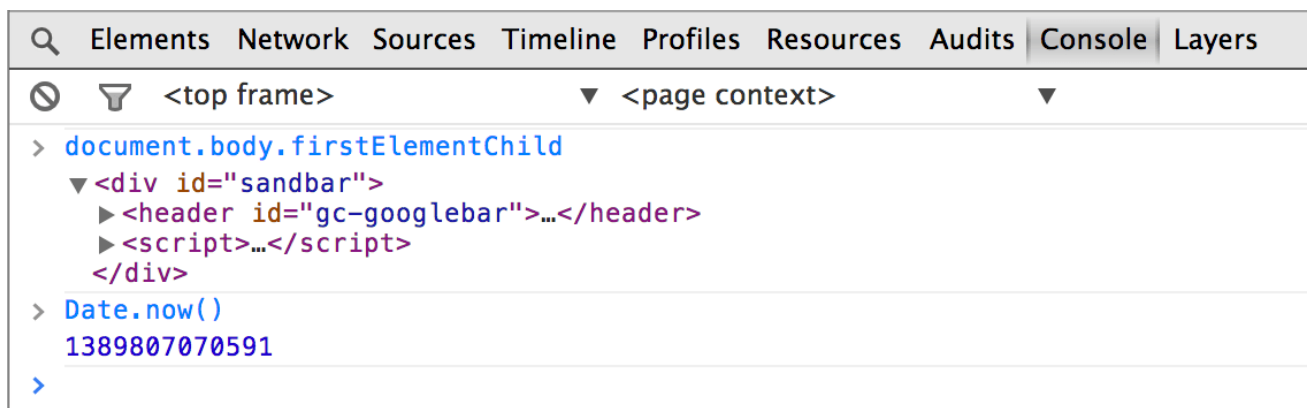 Elements Network Sources Timeline Profiles Resources Audits Console Layers
<top frame> ▼ <page context> ▼
> document.body.firstElementChild
▼<div id="sandbar">
▶<header id="gc-googlebar">…</header>
▶<script>…</script>
</div>
> Date.now()
1389807070591
>